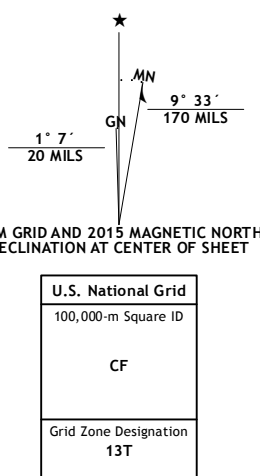 ★
MN
GN
9° 33´
170 MILS
1° 7´
20 MILS
M GRID AND 2015 MAGNETIC NORTH
ECLINATION AT CENTER OF SHEET
U.S. National Grid
100,000-m Square ID
CF
Grid Zone Designation
13T